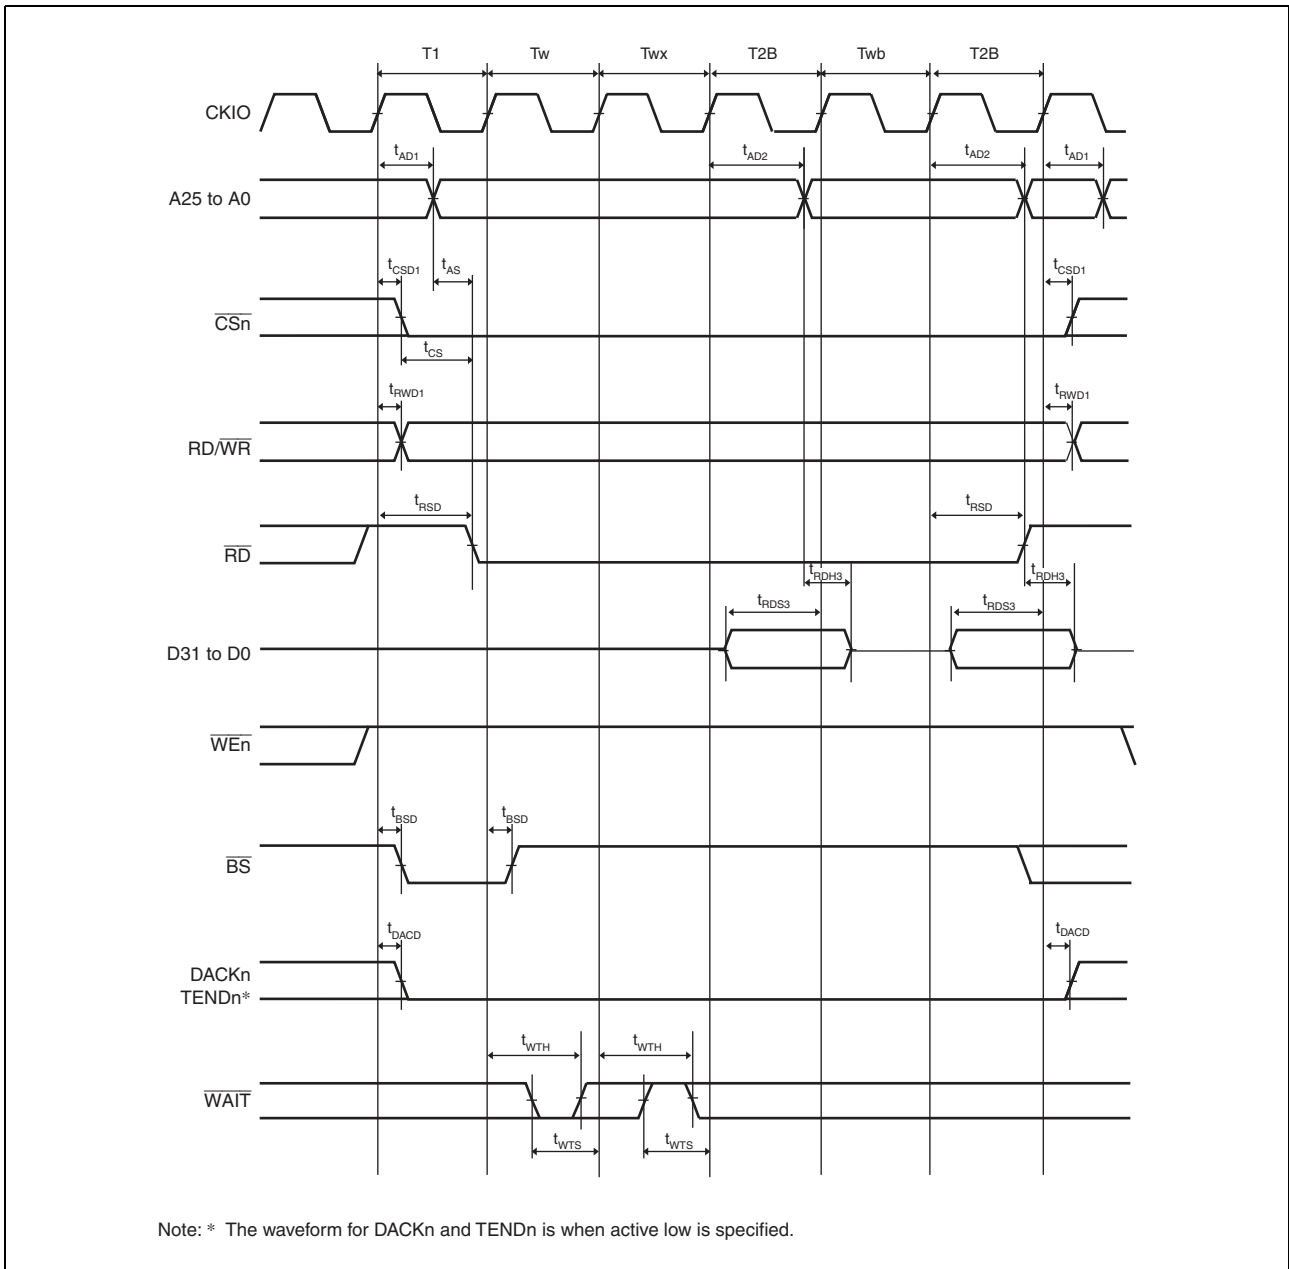 T1 Tw Twx T2B Twb T2B
CKIO
tAD1 tAD2 tAD2 tAD1
A25 to A0
tCSD1 tAS tCSD1
CSn
tCS
tRWD1 tRWD1
RD/WR
tRSD tRSD
RD
tRDH3 tRDH3
tRDS3 tRDS3
D31 to D0
WEn
tBSD tBSD
BS
tDACD tDACD
DACKn
TENDn*
tWTH tWTH
WAIT
tWTS tWTS
Note: * The waveform for DACKn and TENDn is when active low is specified.